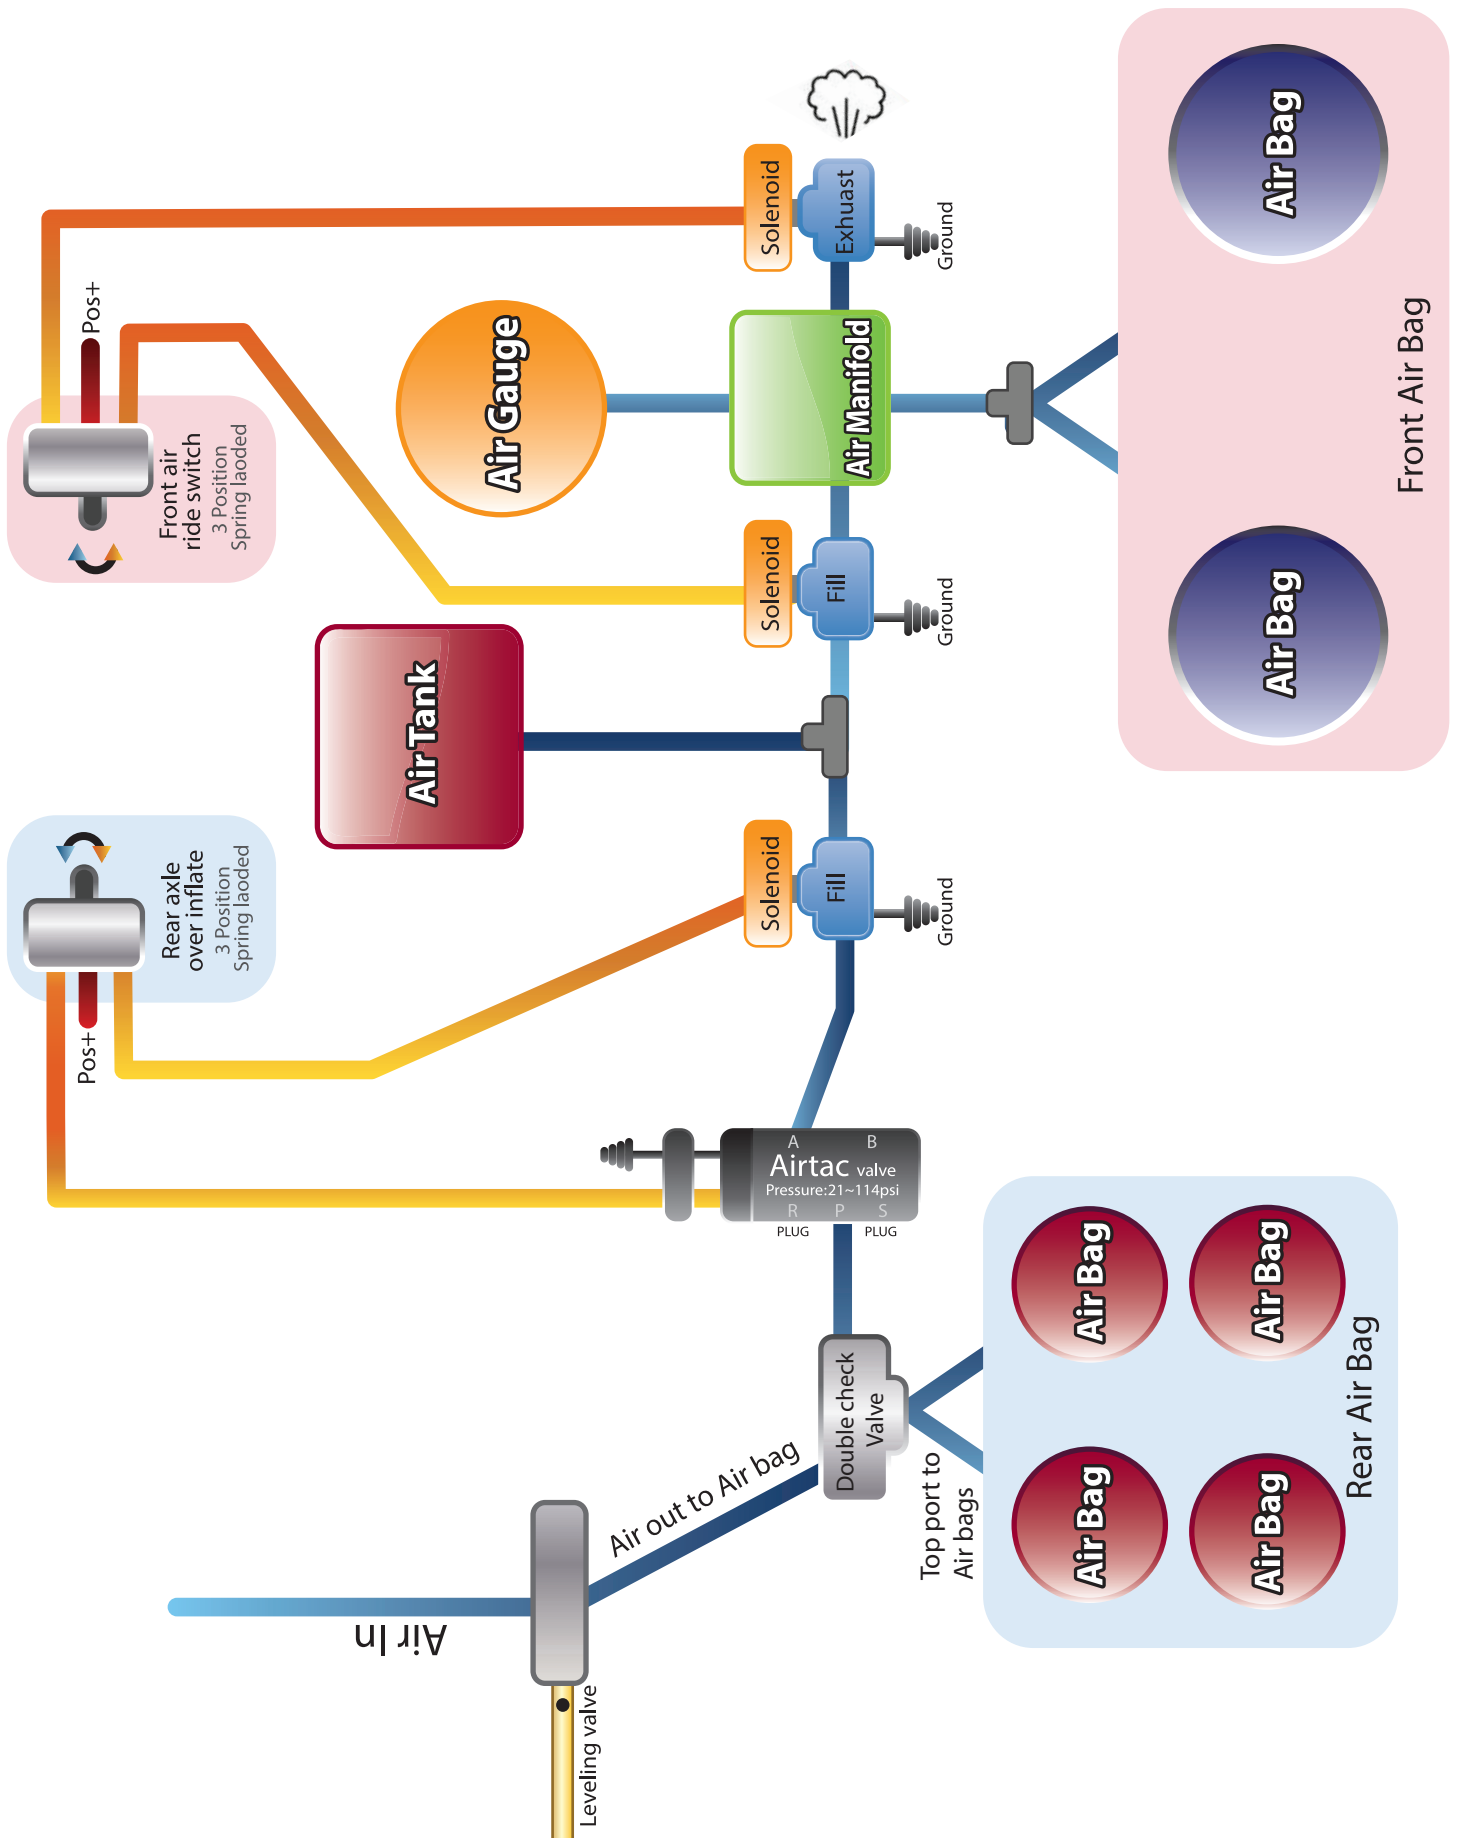 Solenoid
Exhuast
Ground
Pos+
Front air
ride switch
3 Position
Spring laoded
Air Gauge
Air Manifold
Solenoid
Fill
Ground
Air Bag
Air Bag
Front Air Bag
Air Tank
Rear axle
over inflate
3 Position
Spring laoded
Pos+
Solenoid
Fill
Ground
A
B
Airtac valve
Pressure:21~114psi
R
P
S
PLUG
PLUG
Double check
Valve
Air out to Air bag
Top port to
Air bags
Air Bag
Air Bag
Air Bag
Air Bag
Rear Air Bag
Air In
Leveling valve